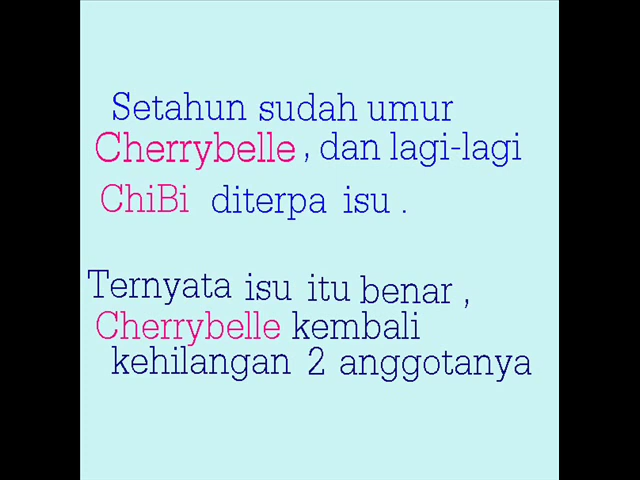 Setahun sudah umur
Cherrybelle, dan lagi-lagi
ChiBi diterpa isu .
Ternyata isu itu benar ,
Cherrybelle kembali
kehilangan 2 anggotanya